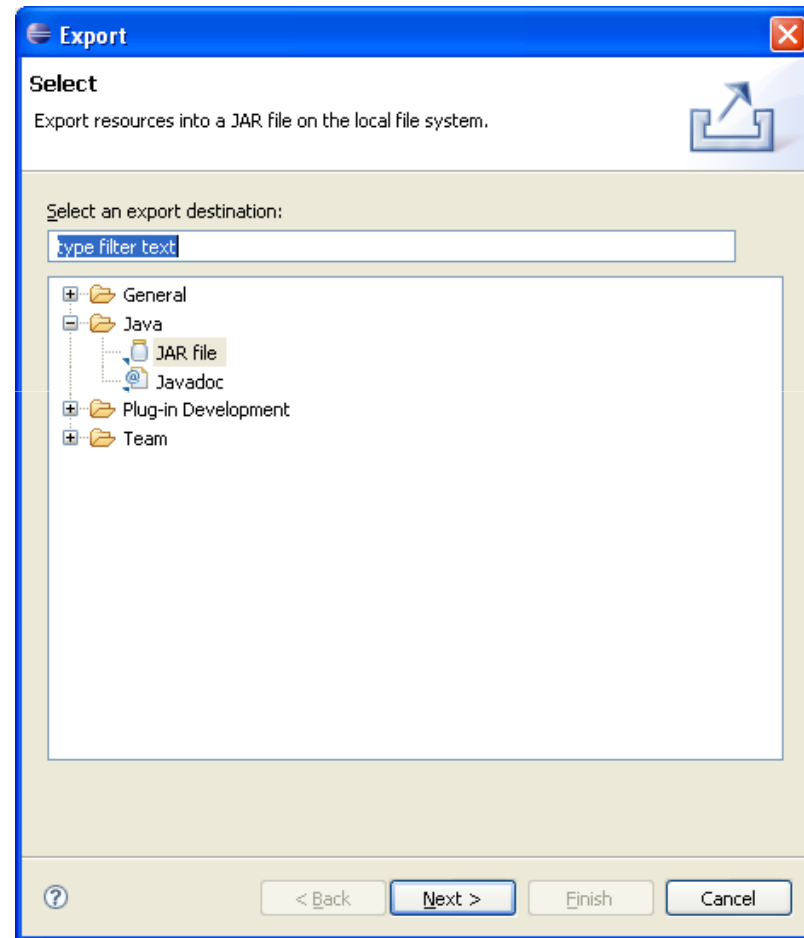 Export
Select
Export resources into a JAR file on the local file system.
Select an export destination:
type filter text
General
Java
JAR file
Javadoc
Plug-in Development
Team
< Back Next > Finish Cancel